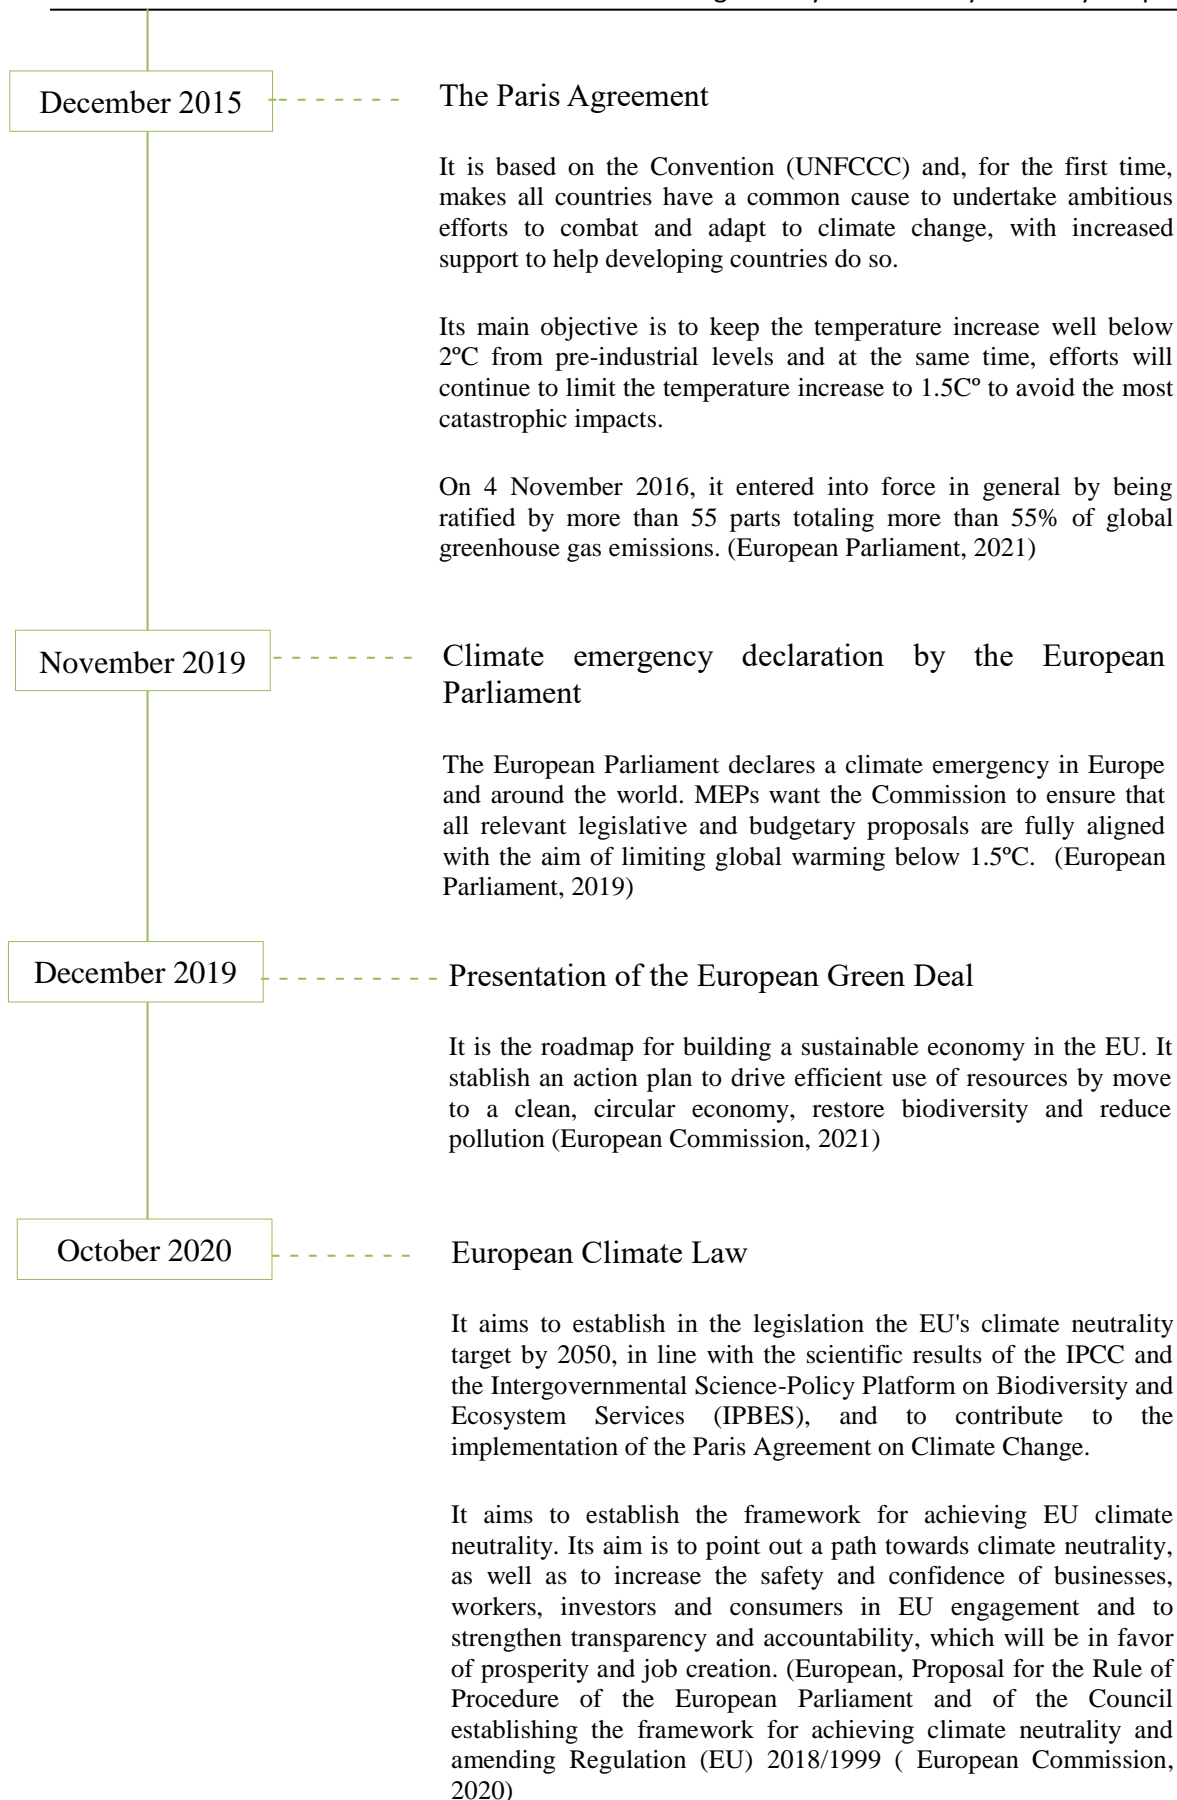 December 2015
The Paris Agreement
It is based on the Convention (UNFCCC) and, for the first time,
makes all countries have a common cause to undertake ambitious
efforts to combat and adapt to climate change, with increased
support to help developing countries do so.
Its main objective is to keep the temperature increase well below
2ºC from pre-industrial levels and at the same time, efforts will
continue to limit the temperature increase to 1.5Cº to avoid the most
catastrophic impacts.
On 4 November 2016, it entered into force in general by being
ratified by more than 55 parts totaling more than 55% of global
greenhouse gas emissions. (European Parliament, 2021)
November 2019
Climate emergency declaration by the European
Parliament
The European Parliament declares a climate emergency in Europe
and around the world. MEPs want the Commission to ensure that
all relevant legislative and budgetary proposals are fully aligned
with the aim of limiting global warming below 1.5ºC. (European
Parliament, 2019)
December 2019
Presentation of the European Green Deal
It is the roadmap for building a sustainable economy in the EU. It
stablish an action plan to drive efficient use of resources by move
to a clean, circular economy, restore biodiversity and reduce
pollution (European Commission, 2021)
October 2020
European Climate Law
It aims to establish in the legislation the EU's climate neutrality
target by 2050, in line with the scientific results of the IPCC and
the Intergovernmental Science-Policy Platform on Biodiversity and
Ecosystem Services (IPBES), and to contribute to the
implementation of the Paris Agreement on Climate Change.
It aims to establish the framework for achieving EU climate
neutrality. Its aim is to point out a path towards climate neutrality,
as well as to increase the safety and confidence of businesses,
workers, investors and consumers in EU engagement and to
strengthen transparency and accountability, which will be in favor
of prosperity and job creation. (European, Proposal for the Rule of
Procedure of the European Parliament and of the Council
establishing the framework for achieving climate neutrality and
amending Regulation (EU) 2018/1999 ( European Commission,
2020)